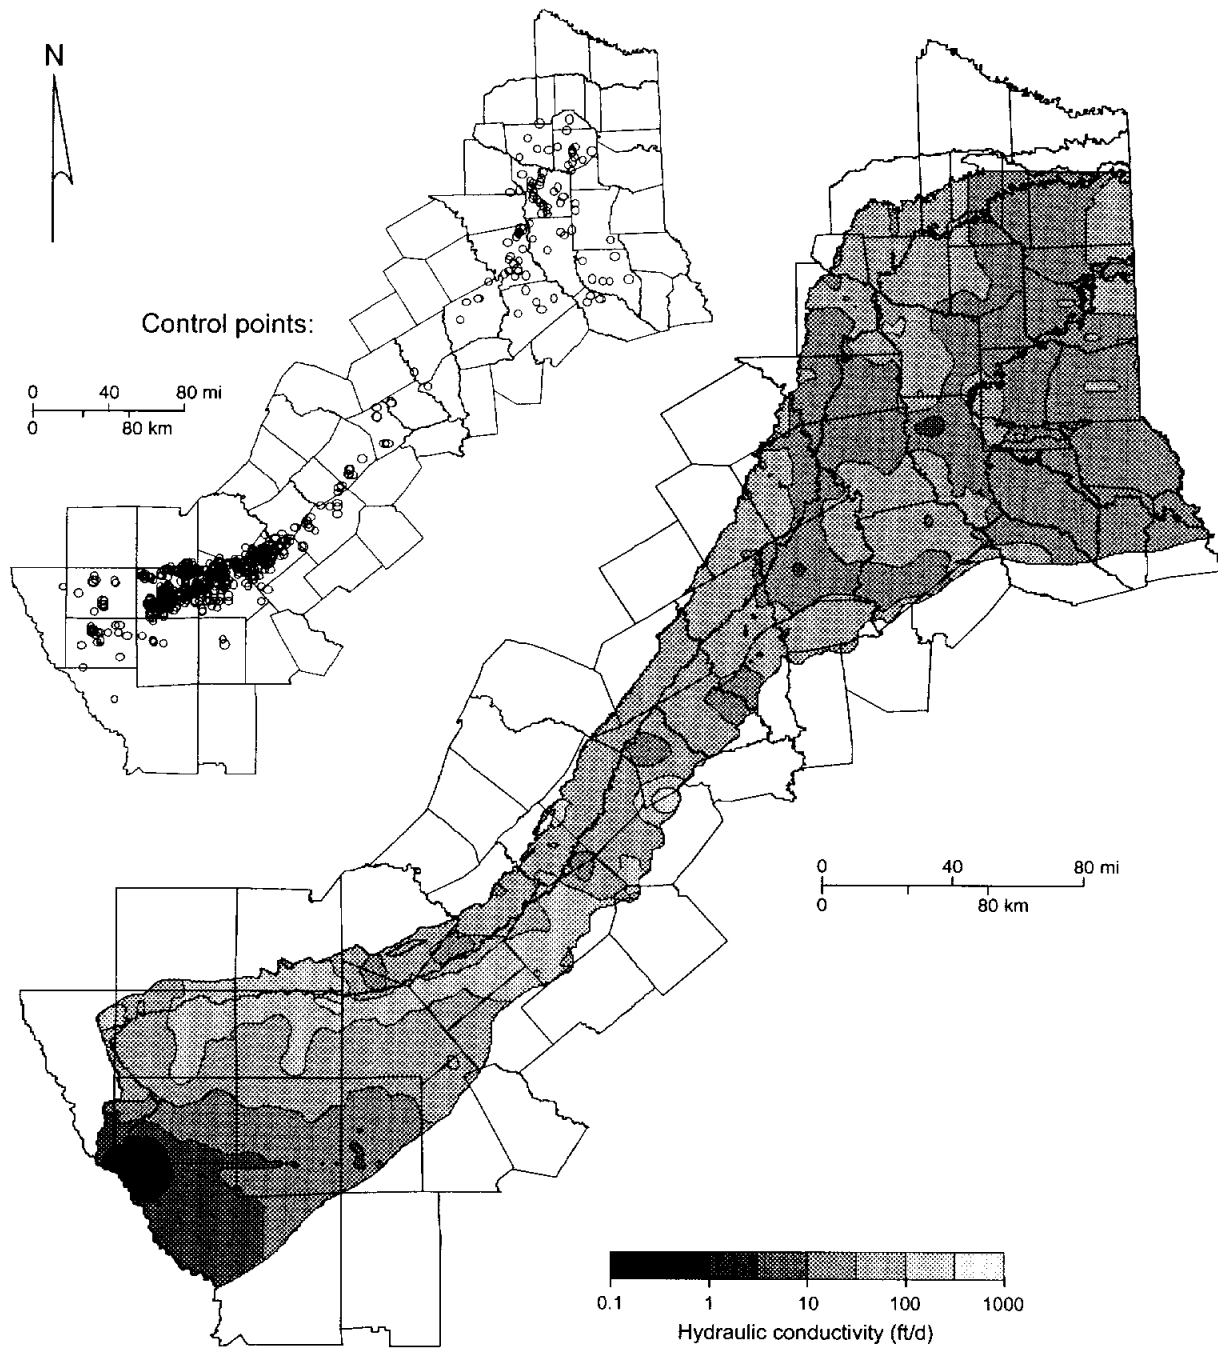 N
Control points:
0 40 80 mi
0 80 km
0 40 80 mi
0 80 km
0.1 1 10 100 1000
Hydraulic conductivity (ft/d)